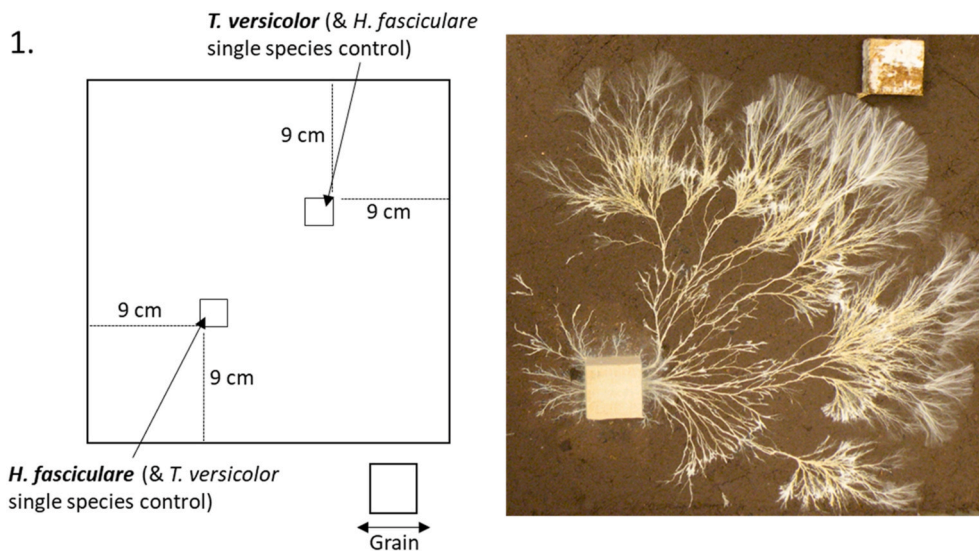 1.
T. versicolor (& H. fasciculare
single species control)
9 cm
9 cm
9 cm
9 cm
H. fasciculare (& T. versicolor
single species control)
Grain